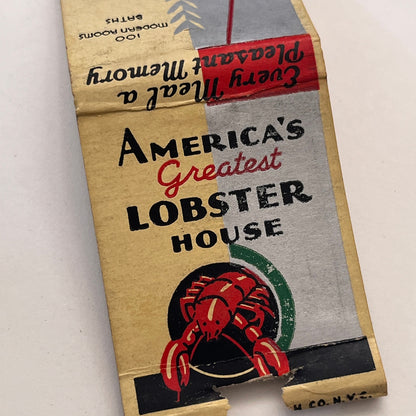 100
MODERN ROOMS
BATHS
Every Meal a
Pleasant Memory
AMERICA'S
Greatest
LOBSTER
HOUSE
H CO. N.Y.C.